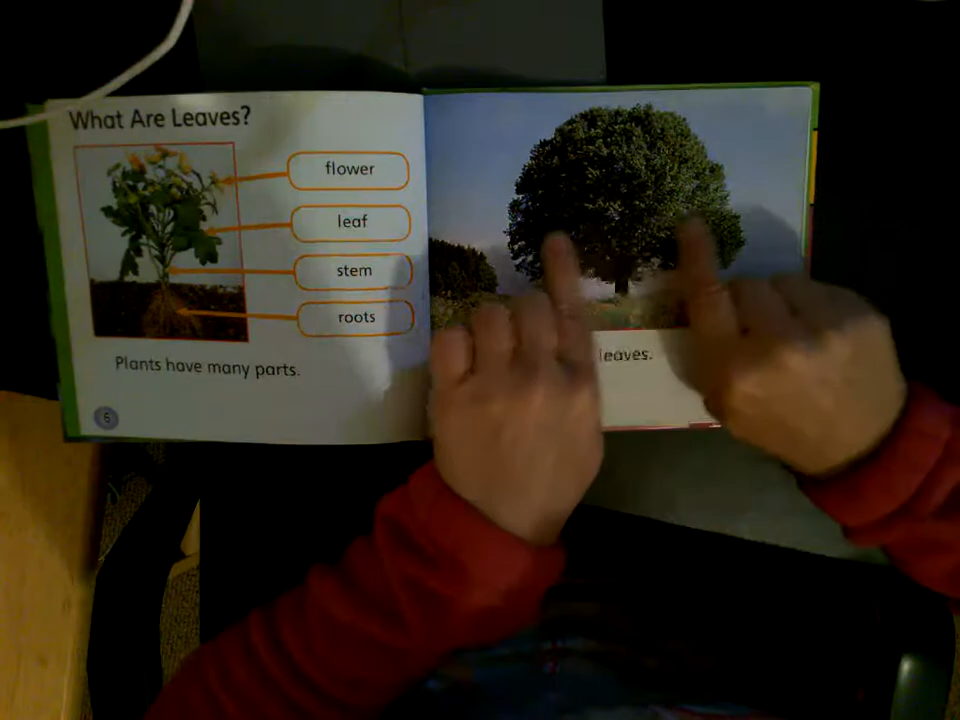 What Are Leaves?
flower
leaf
stem
roots
Plants have many parts.
6
leaves.